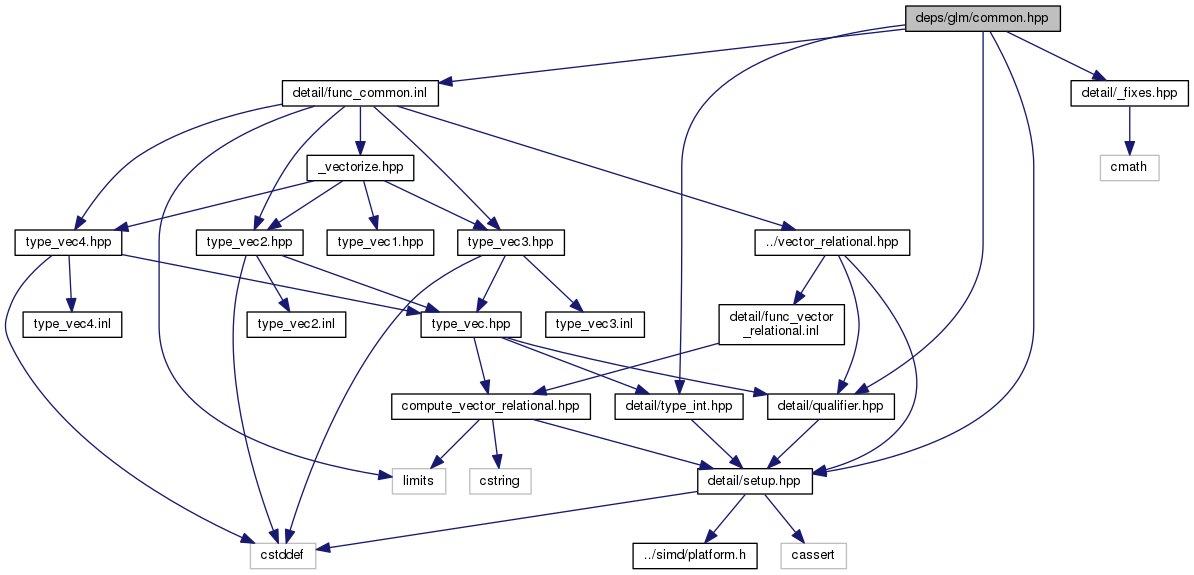 deps/glm/common.hpp
detail/func_common.inl
detail/_fixes.hpp
_vectorize.hpp
cmath
type_vec4.hpp
type_vec2.hpp
type_vec1.hpp
type_vec3.hpp
../vector_relational.hpp
type_vec4.inl
type_vec2.inl
type_vec.hpp
type_vec3.inl
detail/func_vector
_relational.inl
compute_vector_relational.hpp
detail/type_int.hpp
detail/qualifier.hpp
limits
cstring
detail/setup.hpp
cstddef
../simd/platform.h
cassert